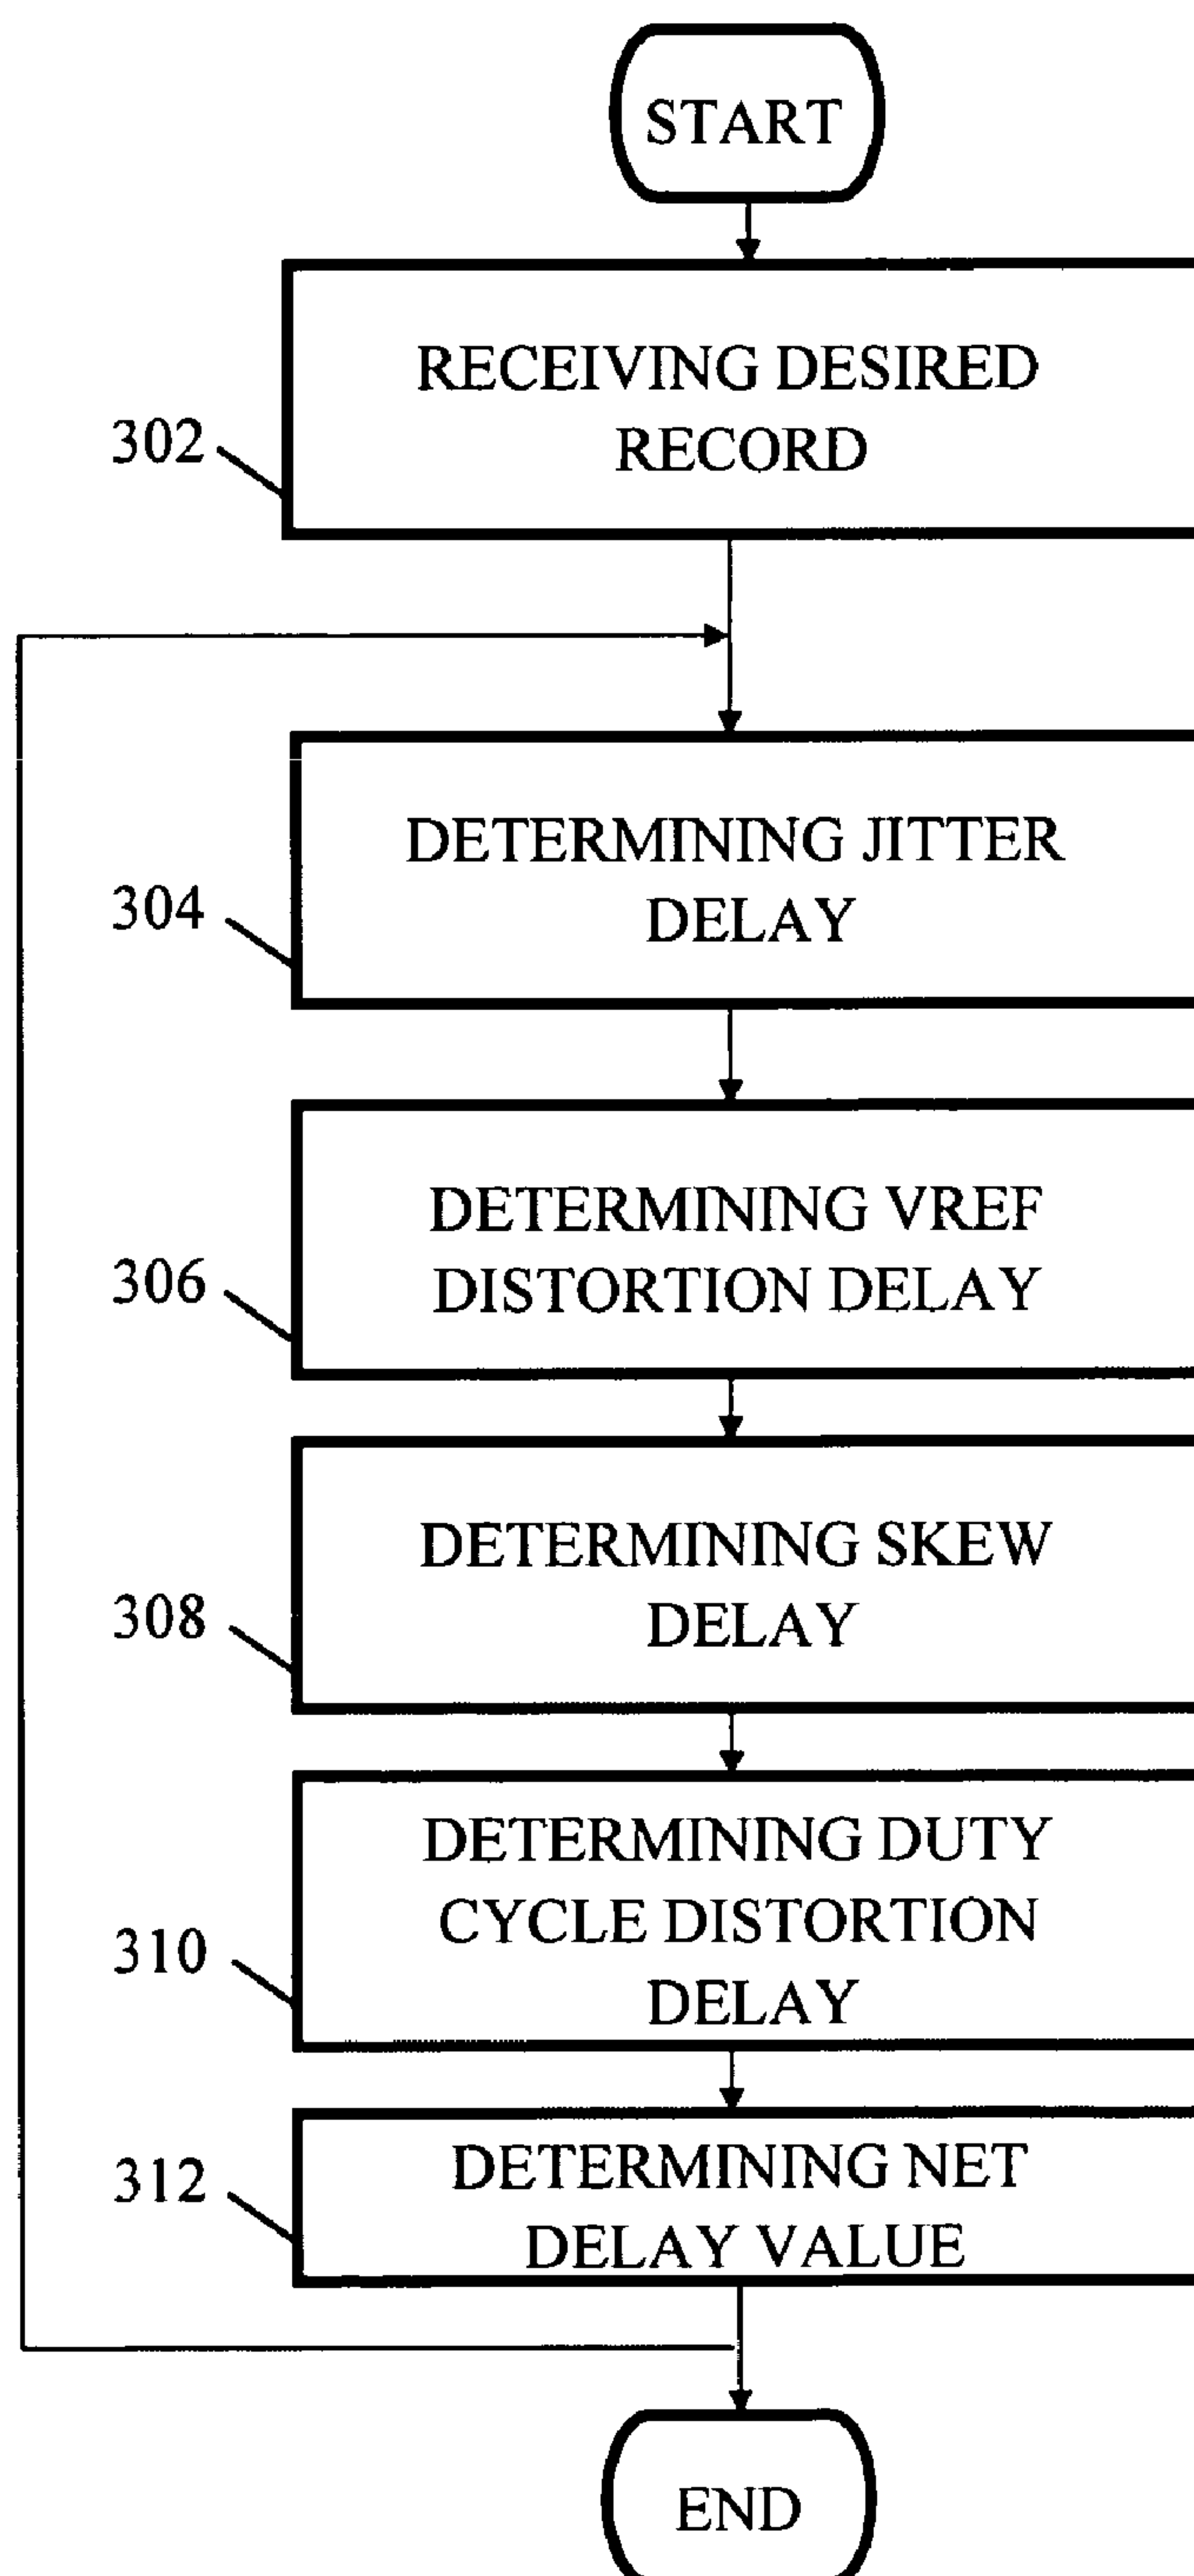 START
RECEIVING DESIRED
RECORD
302
DETERMINING JITTER
DELAY
304
DETERMINING VREF
DISTORTION DELAY
306
DETERMINING SKEW
DELAY
308
DETERMINING DUTY
CYCLE DISTORTION
DELAY
310
DETERMINING NET
DELAY VALUE
312
END